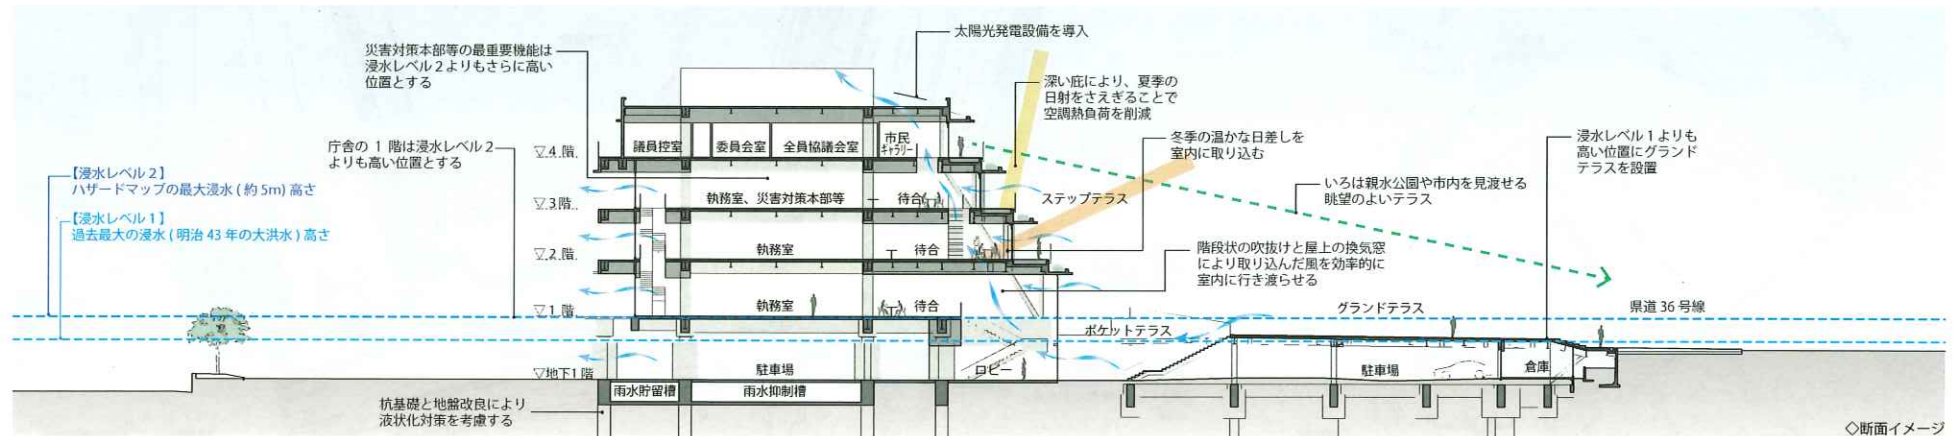 太陽光発電設備を導入
災害対策本部等の最重要機能は
浸水レベル2よりもさらに高い
位置とする
深い庇により、夏季の
日射をさえぎることで
空調熱負荷を削減
庁舎の 1 階は浸水レベル2
よりも高い位置とする
冬季の温かな日差しを
室内に取り込む
浸水レベル1よりも
高い位置にグランド
テラスを設置
【浸水レベル2】
ハザードマップの最大浸水(約5m)高さ
【浸水レベル1】
過去最大の浸水(明治43年の大洪水)高さ
▽4 階
議員控室
委員会室
全員協議会室
市民
ギャラリー
▽3 階
執務室、災害対策本部等
待合
ステップテラス
いろは親水公園や市内を見渡せる
眺望のよいテラス
▽2 階
執務室
待合
階段状の吹抜けと屋上の換気窓
により取り込んだ風を効率的に
室内に行き渡らせる
▽1 階
執務室
待合
グランドテラス
県道36号線
ポケットテラス
▽地下1階
駐車場
ロビー
駐車場
倉庫
雨水貯留槽
雨水抑制槽
杭基礎と地盤改良により
液状化対策を考慮する
◇断面イメージ